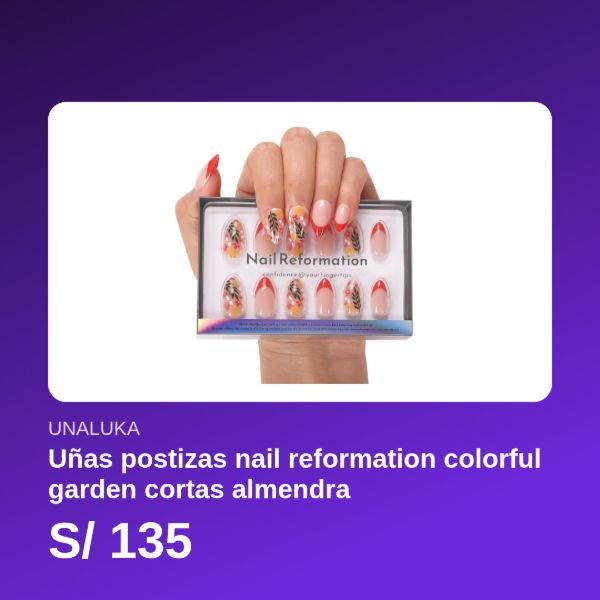 Nail Reformation
confidence @ your fingertips
UNALUKA
Uñas postizas nail reformation colorful
garden cortas almendra
S/ 135